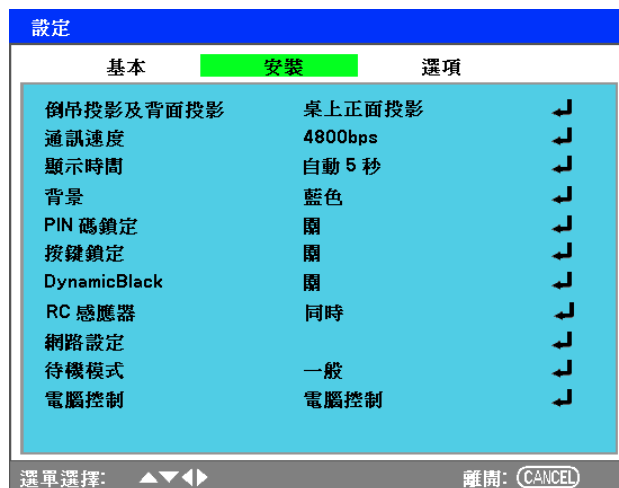 設定
基本 安裝 選項
倒吊投影及背面投影 桌上正面投影
通訊速度 4800bps
顯示時間 自動 5 秒
背景 藍色
PIN 碼鎖定 關
按鍵鎖定 關
DynamicBlack 關
RC 感應器 同時
網路設定
待機模式 一般
電腦控制 電腦控制
選單選擇: ▲▼◀▶ 離開: CANCEL